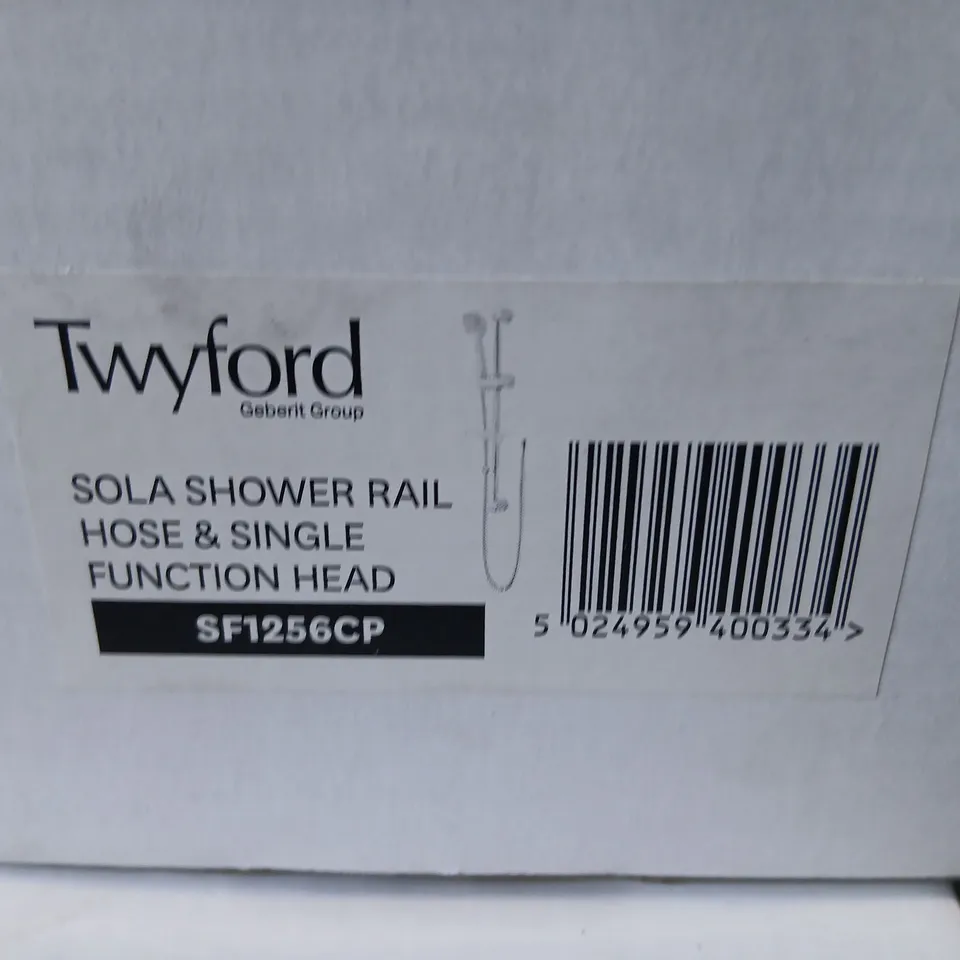 Twyford
Geberit Group
SOLA SHOWER RAIL
HOSE & SINGLE
FUNCTION HEAD
SF1256CP
5 024959 400334 >